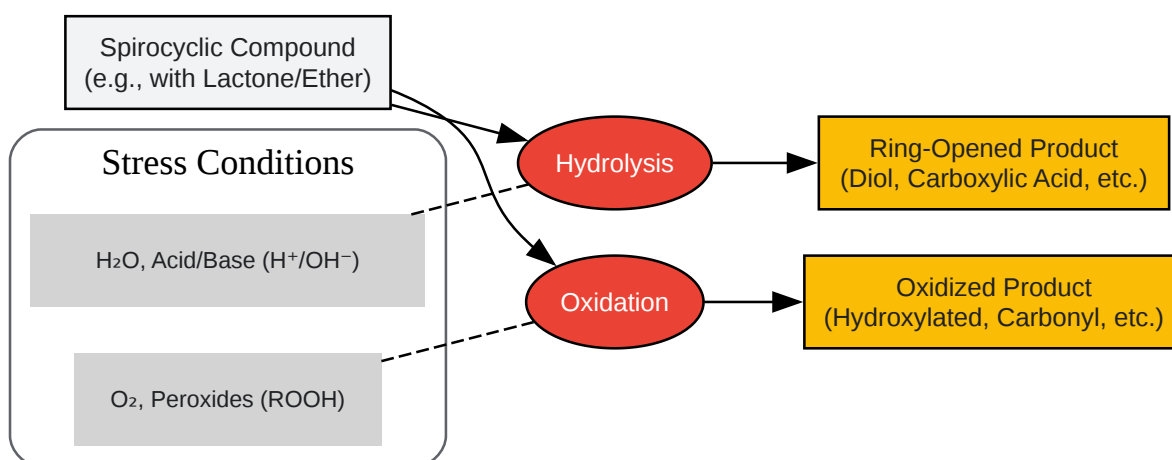 Spirocyclic Compound
(e.g., with Lactone/Ether)
Stress Conditions
H₂O, Acid/Base (H⁺/OH⁻)
O₂, Peroxides (ROOH)
Hydrolysis
Oxidation
Ring-Opened Product
(Diol, Carboxylic Acid, etc.)
Oxidized Product
(Hydroxylated, Carbonyl, etc.)